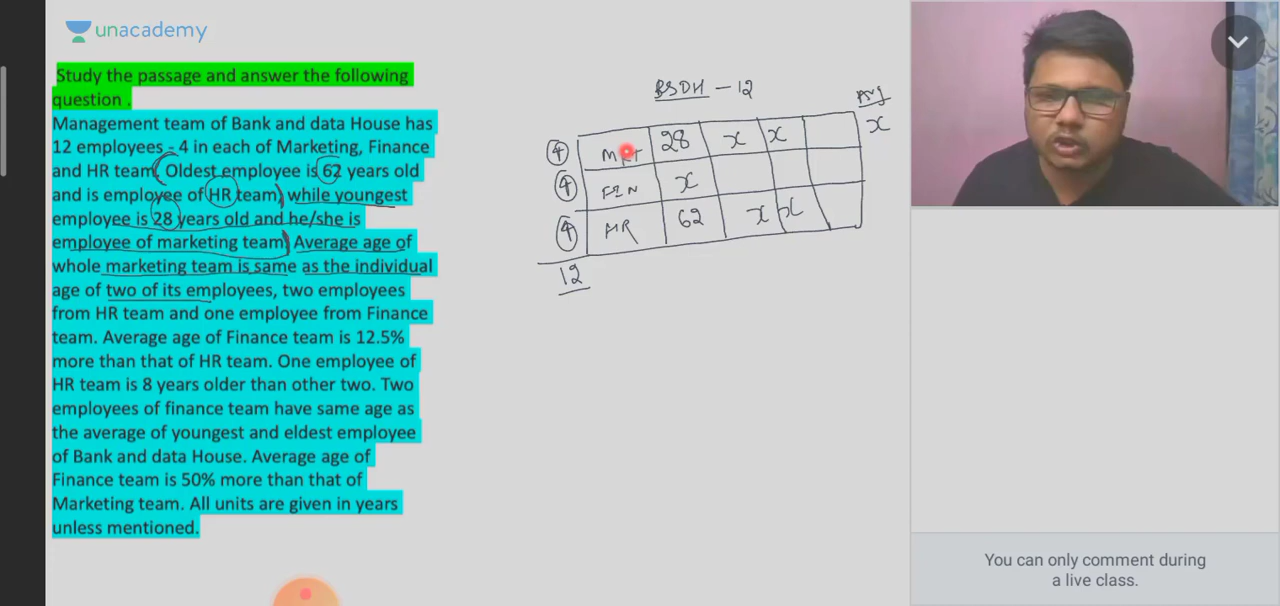 unacademy
Study the passage and answer the following
question .
Management team of Bank and data House has
12 employees - 4 in each of Marketing, Finance
and HR team. Oldest employee is 62 years old
and is employee of HR team, while youngest
employee is 28 years old and he/she is
employee of marketing team. Average age of
whole marketing team is same as the individual
age of two of its employees, two employees
from HR team and one employee from Finance
team. Average age of Finance team is 12.5%
more than that of HR team. One employee of
HR team is 8 years older than other two. Two
employees of finance team have same age as
the average of youngest and eldest employee
of Bank and data House. Average age of
Finance team is 50% more than that of
Marketing team. All units are given in years
unless mentioned.
BSDH - 12
Avg
4 MKT 28 x x x
4 FIN x
4 HR 62 x x
12
You can only comment during
a live class.